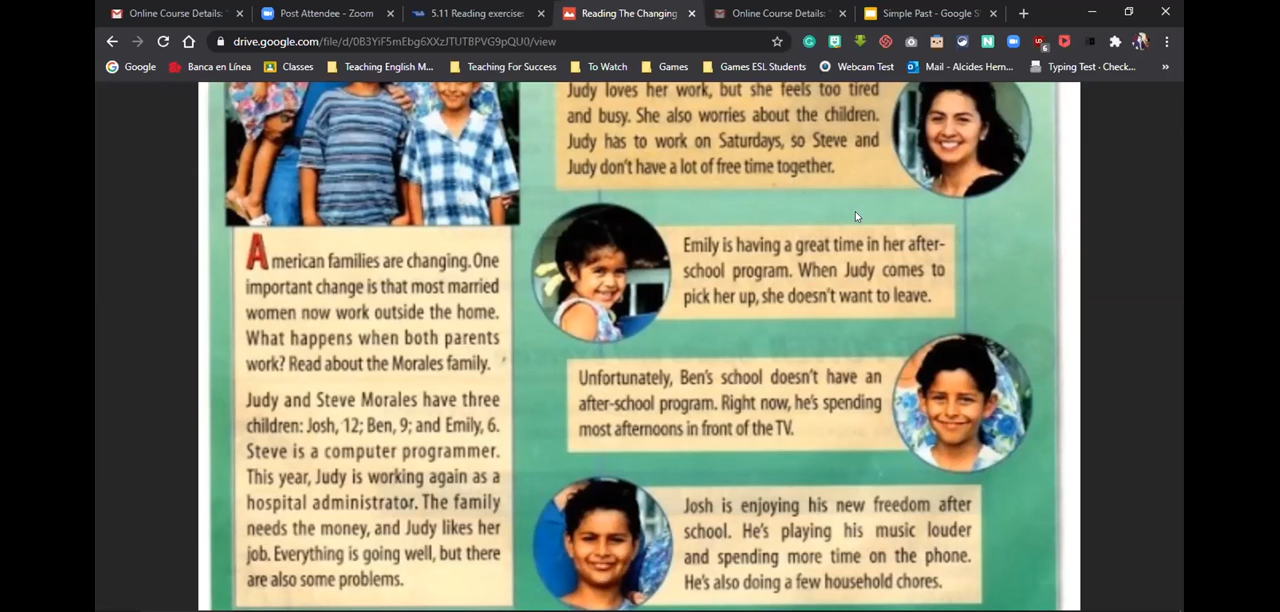 Online Course Details:
Post Attendee - Zoom
5.11 Reading exercise:
Reading The Changing
Online Course Details:
Simple Past - Google S
drive.google.com/file/d/0B3YiF5mEbg6XXzJTUTBPVG9pQU0/view
Google
Banca en Línea
Classes
Teaching English M...
Teaching For Success
To Watch
Games
Games ESL Students
Webcam Test
Mail - Alcides Hern...
Typing Test - Check...
Judy loves her work, but she feels too tired
and busy. She also worries about the children.
Judy has to work on Saturdays, so Steve and
Judy don't have a lot of free time together.
American families are changing. One
important change is that most married
women now work outside the home.
What happens when both parents
work? Read about the Morales family.
Judy and Steve Morales have three
children: Josh, 12; Ben, 9; and Emily, 6.
Steve is a computer programmer.
This year, Judy is working again as a
hospital administrator. The family
needs the money, and Judy likes her
job. Everything is going well, but there
are also some problems.
Emily is having a great time in her after-
school program. When Judy comes to
pick her up, she doesn't want to leave.
Unfortunately, Ben's school doesn't have an
after-school program. Right now, he's spending
most afternoons in front of the TV.
Josh is enjoying his new freedom after
school. He's playing his music louder
and spending more time on the phone.
He's also doing a few household chores.